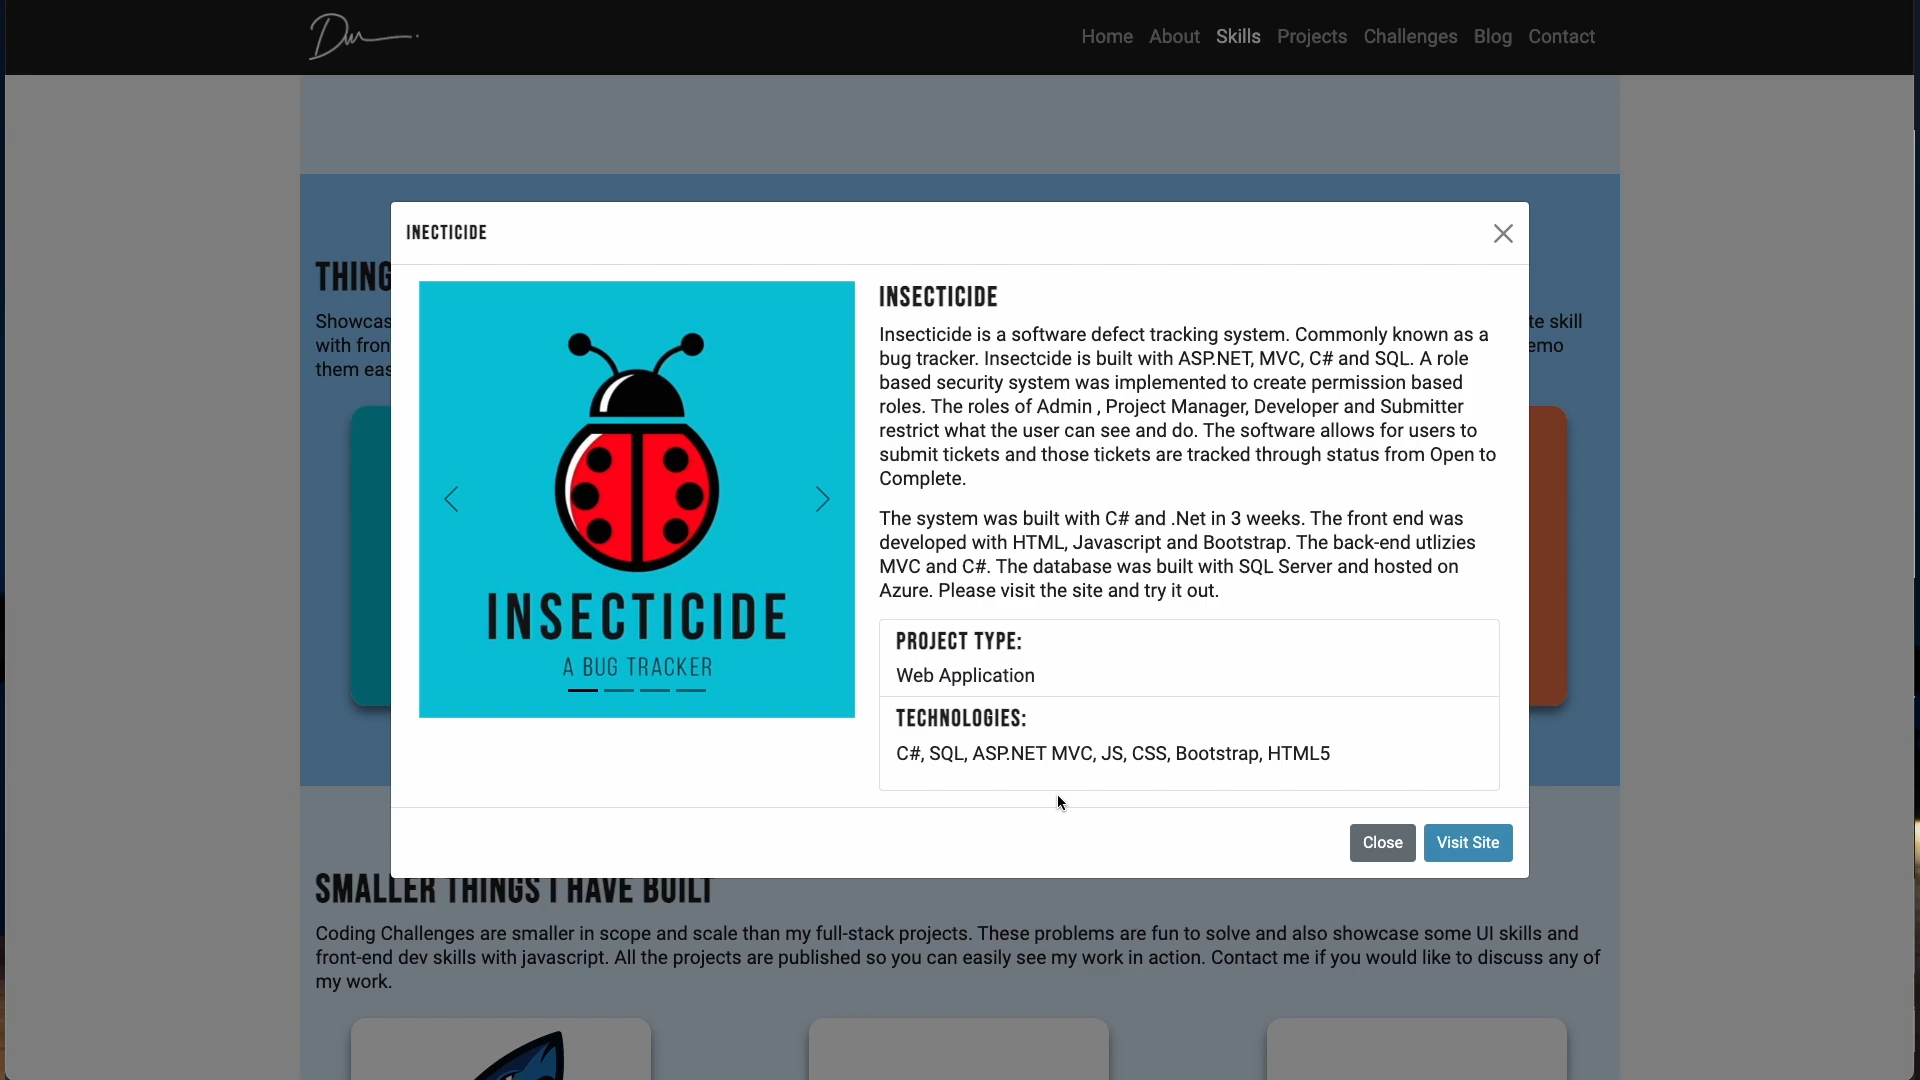 Home About Skills Projects Challenges Blog Contact
INECTICIDE
THING
Showcas
with fron
them eas
te skill
emo
INSECTICIDE
A BUG TRACKER
INSECTICIDE
Insecticide is a software defect tracking system. Commonly known as a
bug tracker. Insectcide is built with ASP.NET, MVC, C# and SQL. A role
based security system was implemented to create permission based
roles. The roles of Admin , Project Manager, Developer and Submitter
restrict what the user can see and do. The software allows for users to
submit tickets and those tickets are tracked through status from Open to
Complete.
The system was built with C# and .Net in 3 weeks. The front end was
developed with HTML, Javascript and Bootstrap. The back-end utlizies
MVC and C#. The database was built with SQL Server and hosted on
Azure. Please visit the site and try it out.
PROJECT TYPE:
Web Application
TECHNOLOGIES:
C#, SQL, ASP.NET MVC, JS, CSS, Bootstrap, HTML5
Close Visit Site
SMALLER THINGS I HAVE BUILT
Coding Challenges are smaller in scope and scale than my full-stack projects. These problems are fun to solve and also showcase some UI skills and
front-end dev skills with javascript. All the projects are published so you can easily see my work in action. Contact me if you would like to discuss any of
my work.